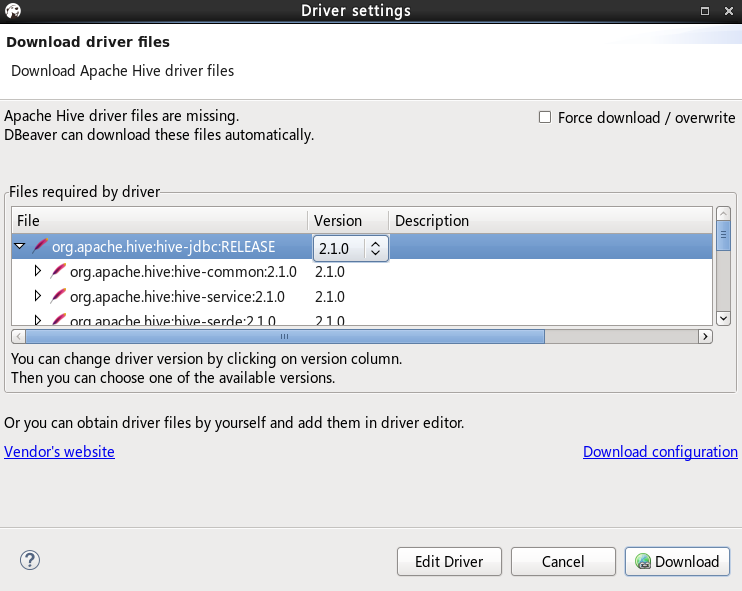 Driver settings
Download driver files
Download Apache Hive driver files
Apache Hive driver files are missing.
DBeaver can download these files automatically.
Force download / overwrite
Files required by driver
File Version Description
org.apache.hive:hive-jdbc:RELEASE 2.1.0
org.apache.hive:hive-common:2.1.0 2.1.0
org.apache.hive:hive-service:2.1.0 2.1.0
org.apache.hive:hive-serde:2.1.0 2.1.0
You can change driver version by clicking on version column.
Then you can choose one of the available versions.
Or you can obtain driver files by yourself and add them in driver editor.
Vendor's website Download configuration
? Edit Driver Cancel Download